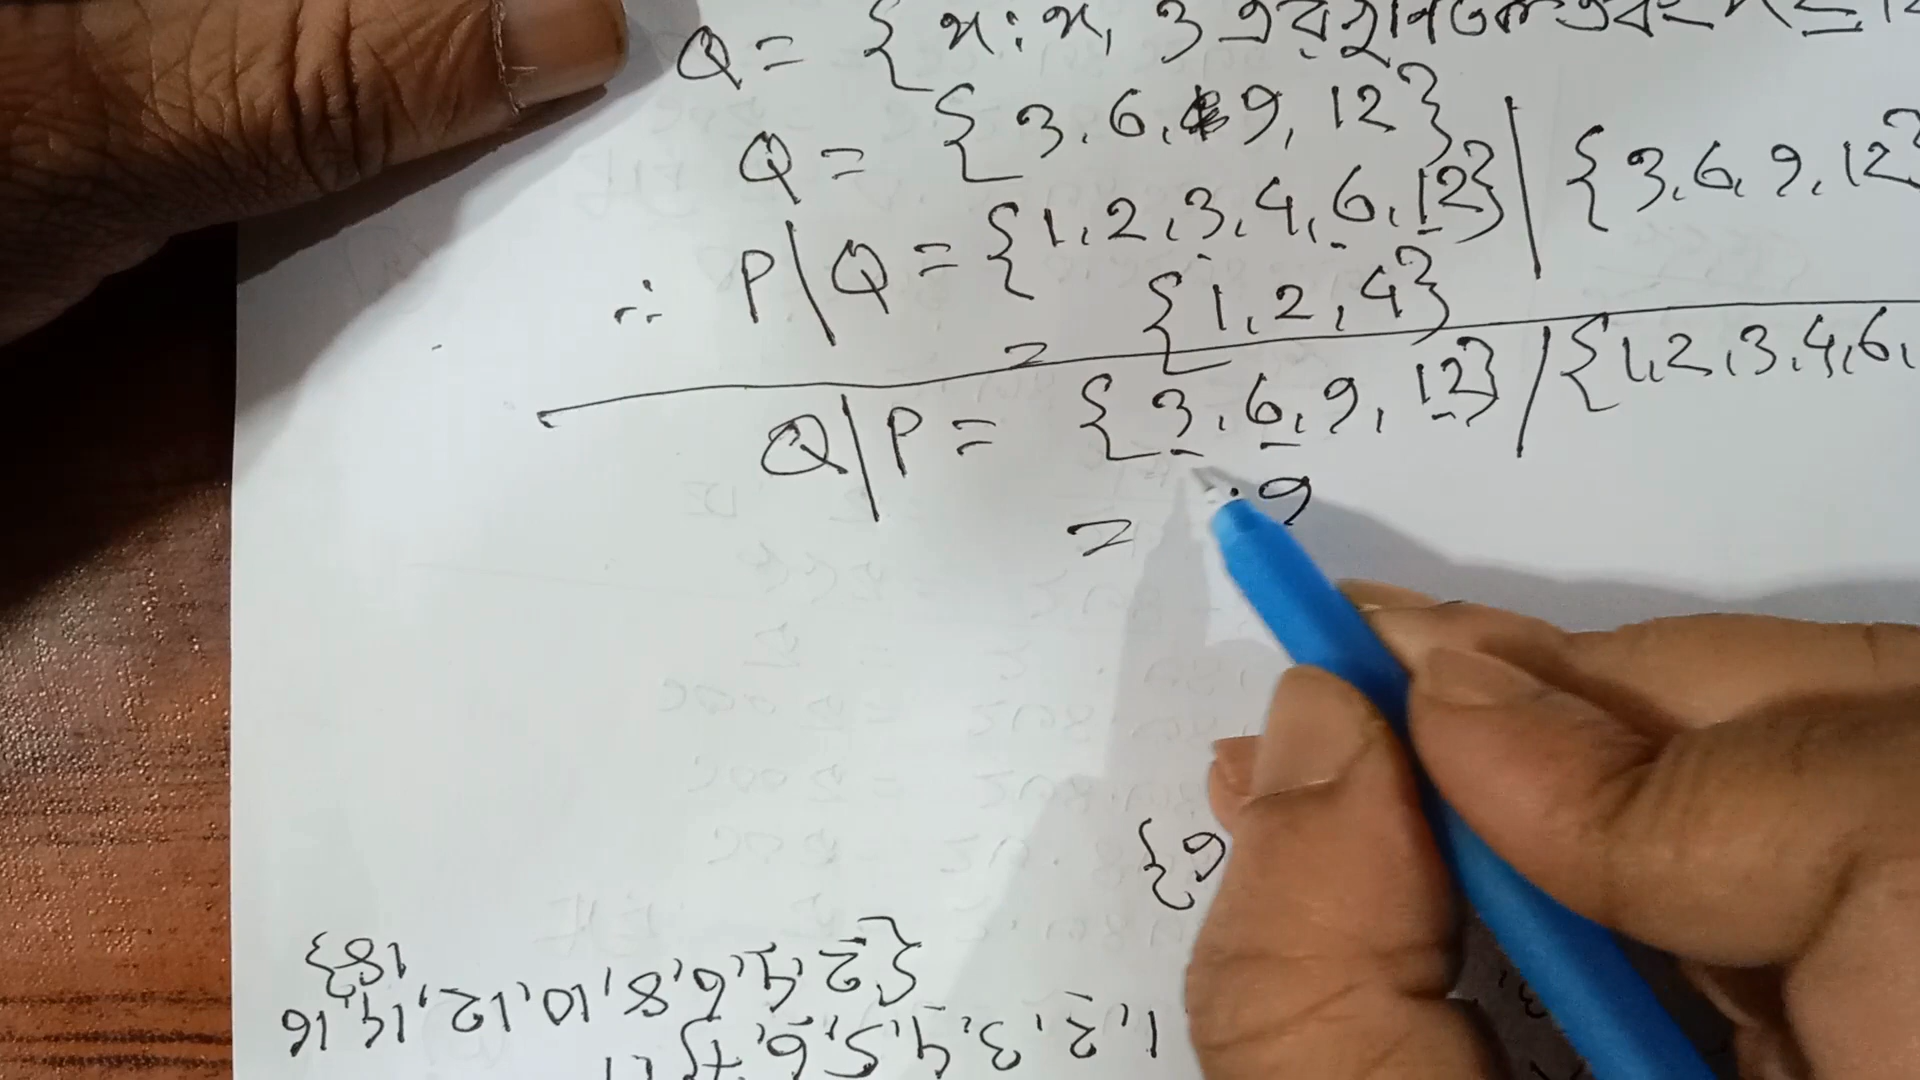 Q = {x : x, 3 এর গুণিতক এবং x ≤ 12
Q = {3, 6, 9, 12}
∴ P\Q = {1, 2, 3, 4, 6, 12} | {3, 6, 9, 12}
= {1, 2, 4}
Q|P = {3, 6, 9, 12} / {1, 2, 3, 4, 6,
= 9
{2, 4, 6, 8, 10, 12, 14, 16
18}
1, 2, 3, 4, 5, 6, 7}